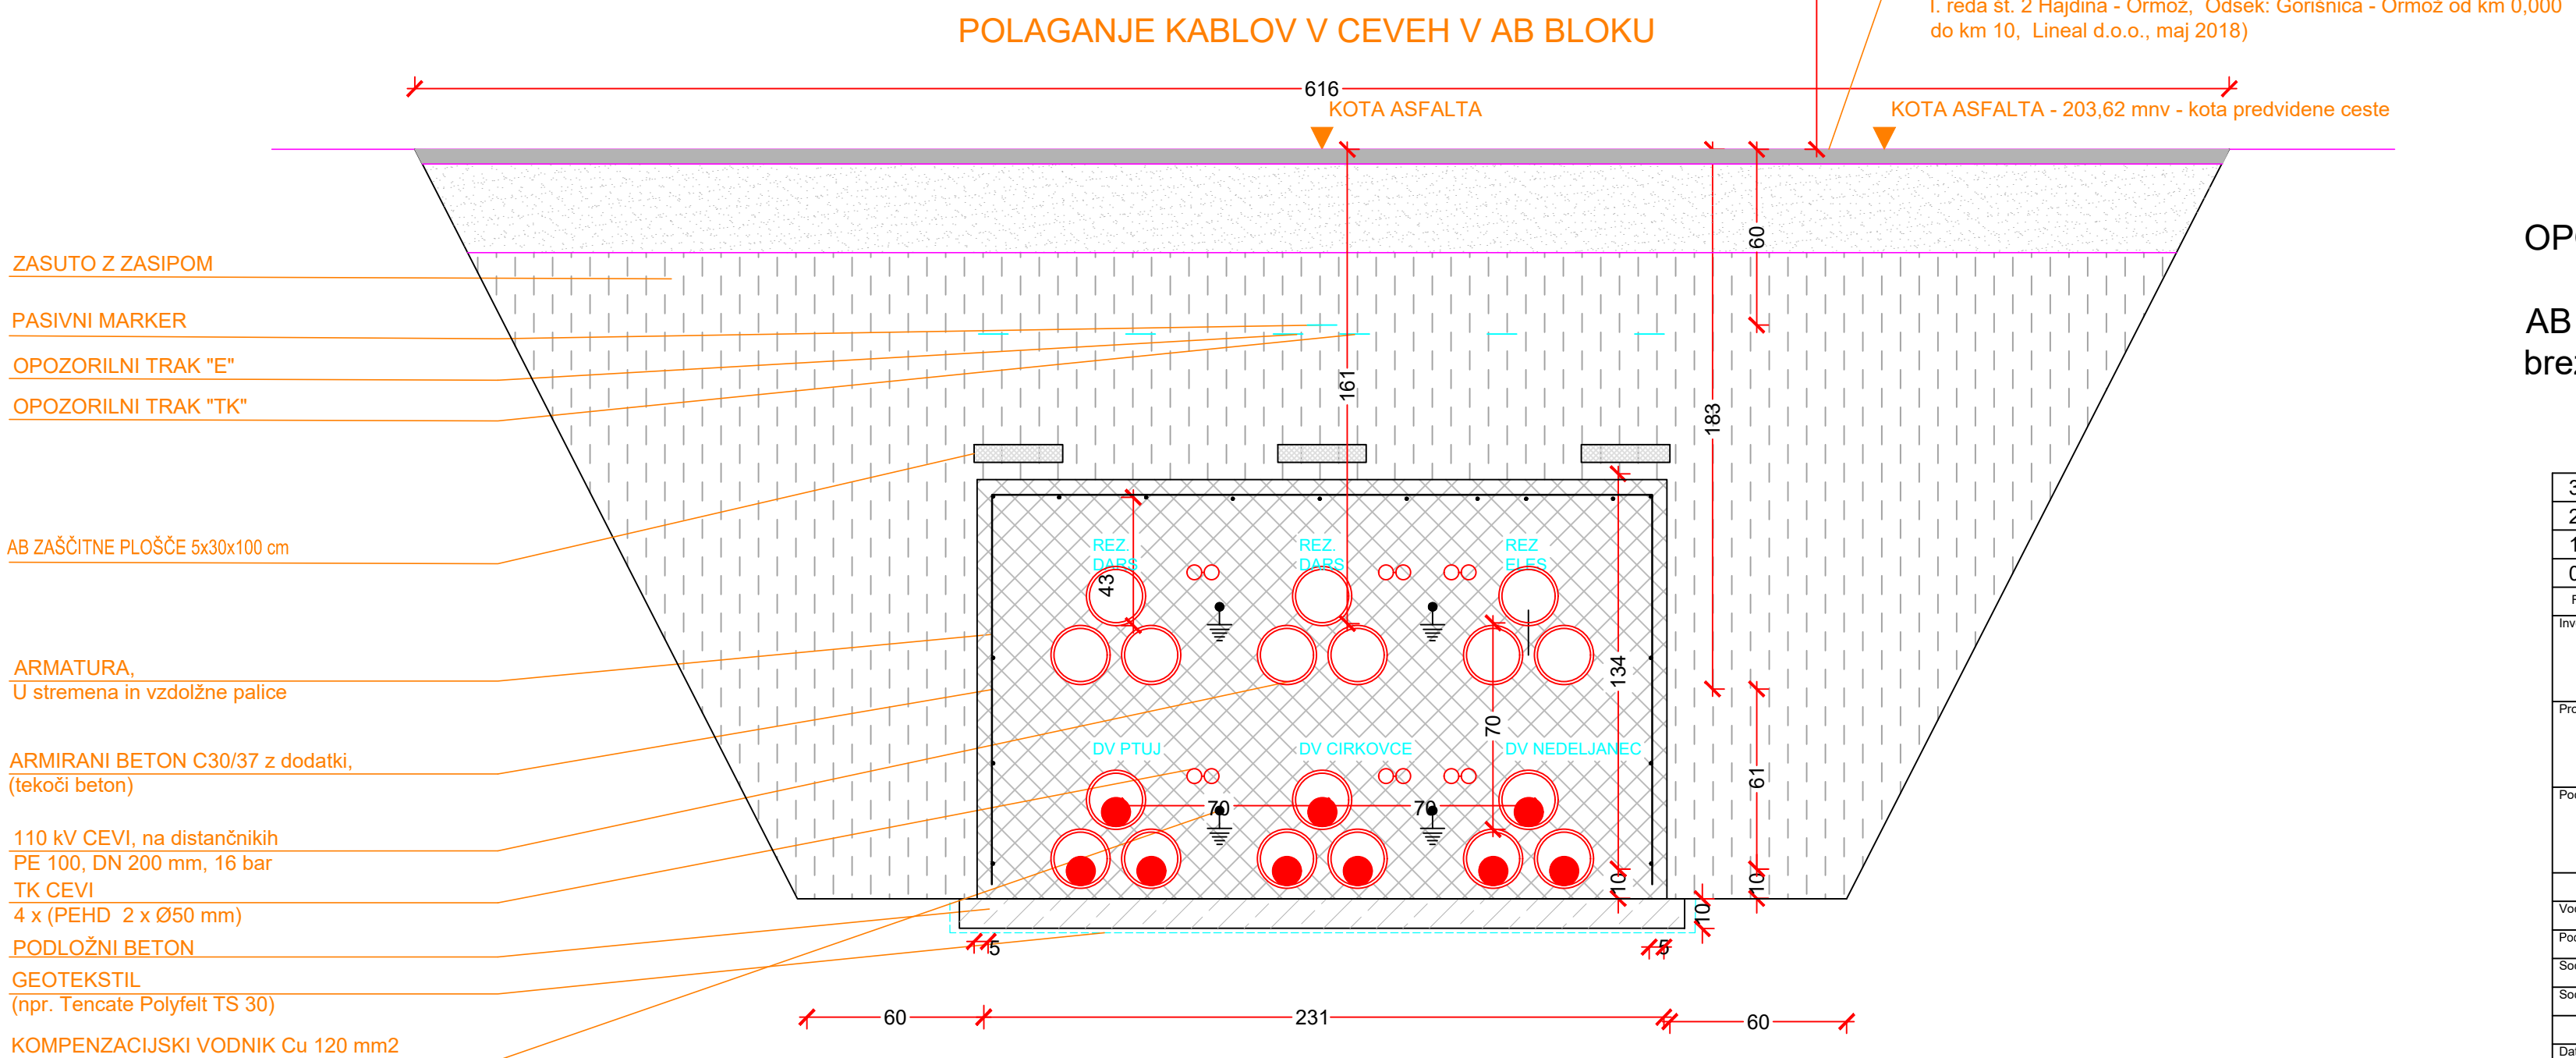 I. reda št. 2 Hajdina - Ormož, Odsek: Gorišnica - Ormož od km 0,000
do km 10, Lineal d.o.o., maj 2018)
POLAGANJE KABLOV V CEVEH V AB BLOKU
616
KOTA ASFALTA
KOTA ASFALTA - 203,62 mnv - kota predvidene ceste
60
161
183
ZASUTO Z ZASIPOM
PASIVNI MARKER
OPOZORILNI TRAK "E"
OPOZORILNI TRAK "TK"
AB ZAŠČITNE PLOŠČE 5x30x100 cm
ARMATURA,
U stremena in vzdolžne palice
ARMIRANI BETON C30/37 z dodatki,
(tekoči beton)
110 kV CEVI, na distančnikih
PE 100, DN 200 mm, 16 bar
TK CEVI
4 x (PEHD 2 x Ø50 mm)
PODLOŽNI BETON
GEOTEKSTIL
(npr. Tencate Polyfelt TS 30)
KOMPENZACIJSKI VODNIK Cu 120 mm2
REZ.
DARS
REZ.
DARS
REZ
ELES
43
134
70
61
DV PTUJ
DV CIRKOVCE
DV NEDELJANEC
70
70
10
10
10
5
5
60
231
60
AB
3
2
1
0